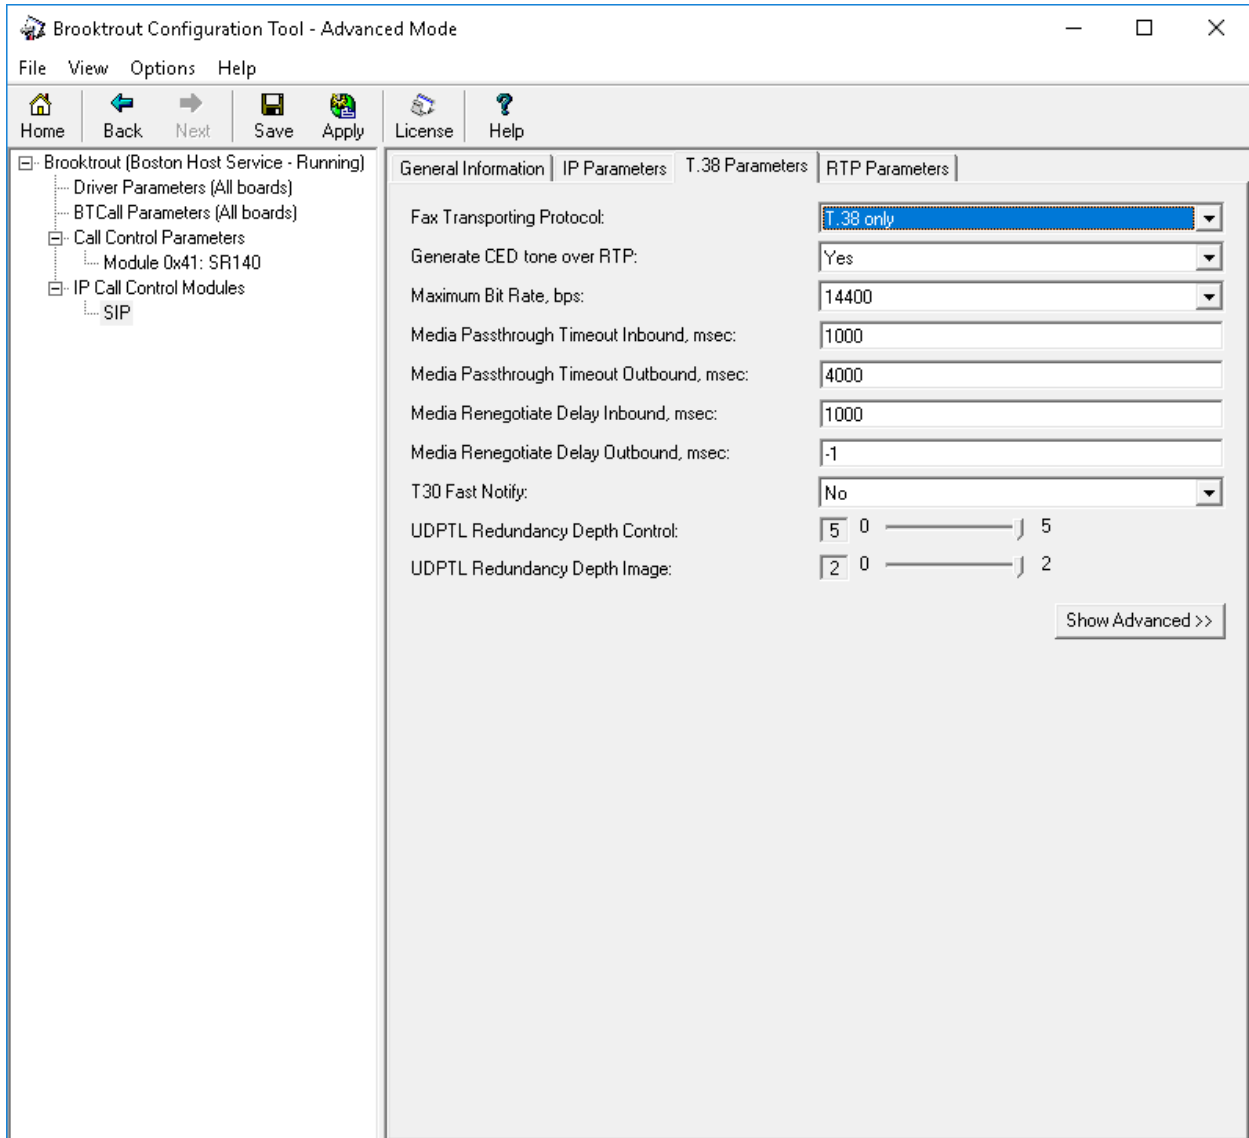 Brooktrout Configuration Tool - Advanced Mode
File View Options Help
Home Back Next Save Apply License Help
Brooktrout (Boston Host Service - Running)
Driver Parameters (All boards)
BTCall Parameters (All boards)
Call Control Parameters
Module 0x41: SR140
IP Call Control Modules
SIP
General Information IP Parameters T.38 Parameters RTP Parameters
Fax Transporting Protocol: T.38 only
Generate CED tone over RTP: Yes
Maximum Bit Rate, bps: 14400
Media Passthrough Timeout Inbound, msec: 1000
Media Passthrough Timeout Outbound, msec: 4000
Media Renegotiate Delay Inbound, msec: 1000
Media Renegotiate Delay Outbound, msec: -1
T30 Fast Notify: No
UDPTL Redundancy Depth Control: 5 0 5
UDPTL Redundancy Depth Image: 2 0 2
Show Advanced >>